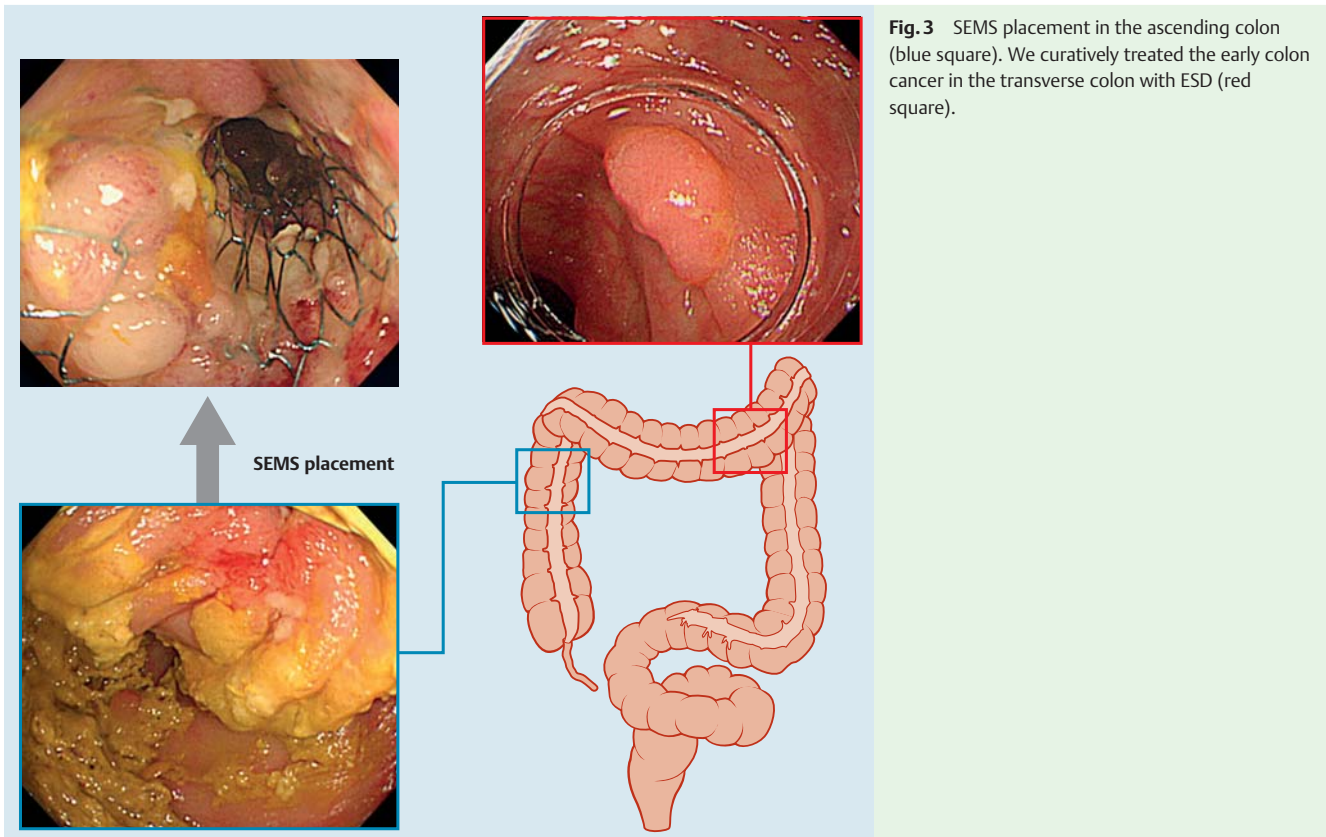 Fig. 3 SEMS placement in the ascending colon
(blue square). We curatively treated the early colon
cancer in the transverse colon with ESD (red
square).
SEMS placement